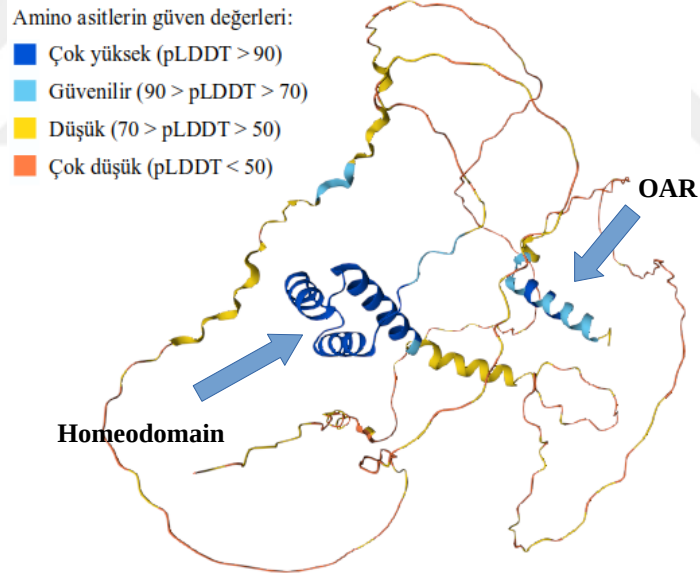 Amino asitlerin güven değerleri:
Çok yüksek (pLDDT > 90)
Güvenilir (90 > pLDDT > 70)
Düşük (70 > pLDDT > 50)
Çok düşük (pLDDT < 50)
OAR
Homeodomain